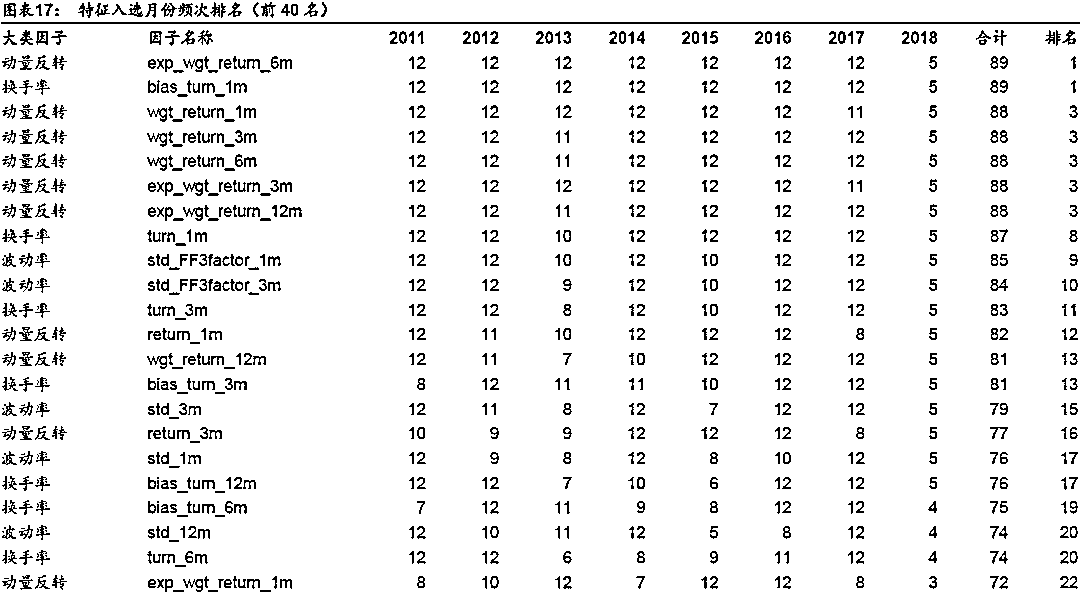 图表17： 特征入选月份频次排名（前 40 名）
大类因子 因子名称 2011 2012 2013 2014 2015 2016 2017 2018 合计 排名
动量反转 exp_wgt_return_6m 12 12 12 12 12 12 12 5 89 1
换手率 bias_turn_1m 12 12 12 12 12 12 12 5 89 1
动量反转 wgt_return_1m 12 12 12 12 12 12 11 5 88 3
动量反转 wgt_return_3m 12 12 11 12 12 12 12 5 88 3
动量反转 wgt_return_6m 12 12 11 12 12 12 12 5 88 3
动量反转 exp_wgt_return_3m 12 12 12 12 12 12 11 5 88 3
动量反转 exp_wgt_return_12m 12 12 11 12 12 12 12 5 88 3
换手率 turn_1m 12 12 10 12 12 12 12 5 87 8
波动率 std_FF3factor_1m 12 12 10 12 10 12 12 5 85 9
波动率 std_FF3factor_3m 12 12 9 12 10 12 12 5 84 10
换手率 turn_3m 12 12 8 12 10 12 12 5 83 11
动量反转 return_1m 12 11 10 12 12 12 8 5 82 12
动量反转 wgt_return_12m 12 11 7 10 12 12 12 5 81 13
换手率 bias_turn_3m 8 12 11 11 10 12 12 5 81 13
波动率 std_3m 12 11 8 12 7 12 12 5 79 15
动量反转 return_3m 10 9 9 12 12 12 8 5 77 16
波动率 std_1m 12 9 8 12 8 10 12 5 76 17
换手率 bias_turn_12m 12 12 7 10 6 12 12 5 76 17
换手率 bias_turn_6m 7 12 11 9 8 12 12 4 75 19
波动率 std_12m 12 10 11 12 5 8 12 4 74 20
换手率 turn_6m 12 12 6 8 9 11 12 4 74 20
动量反转 exp_wgt_return_1m 8 10 12 7 12 12 8 3 72 22